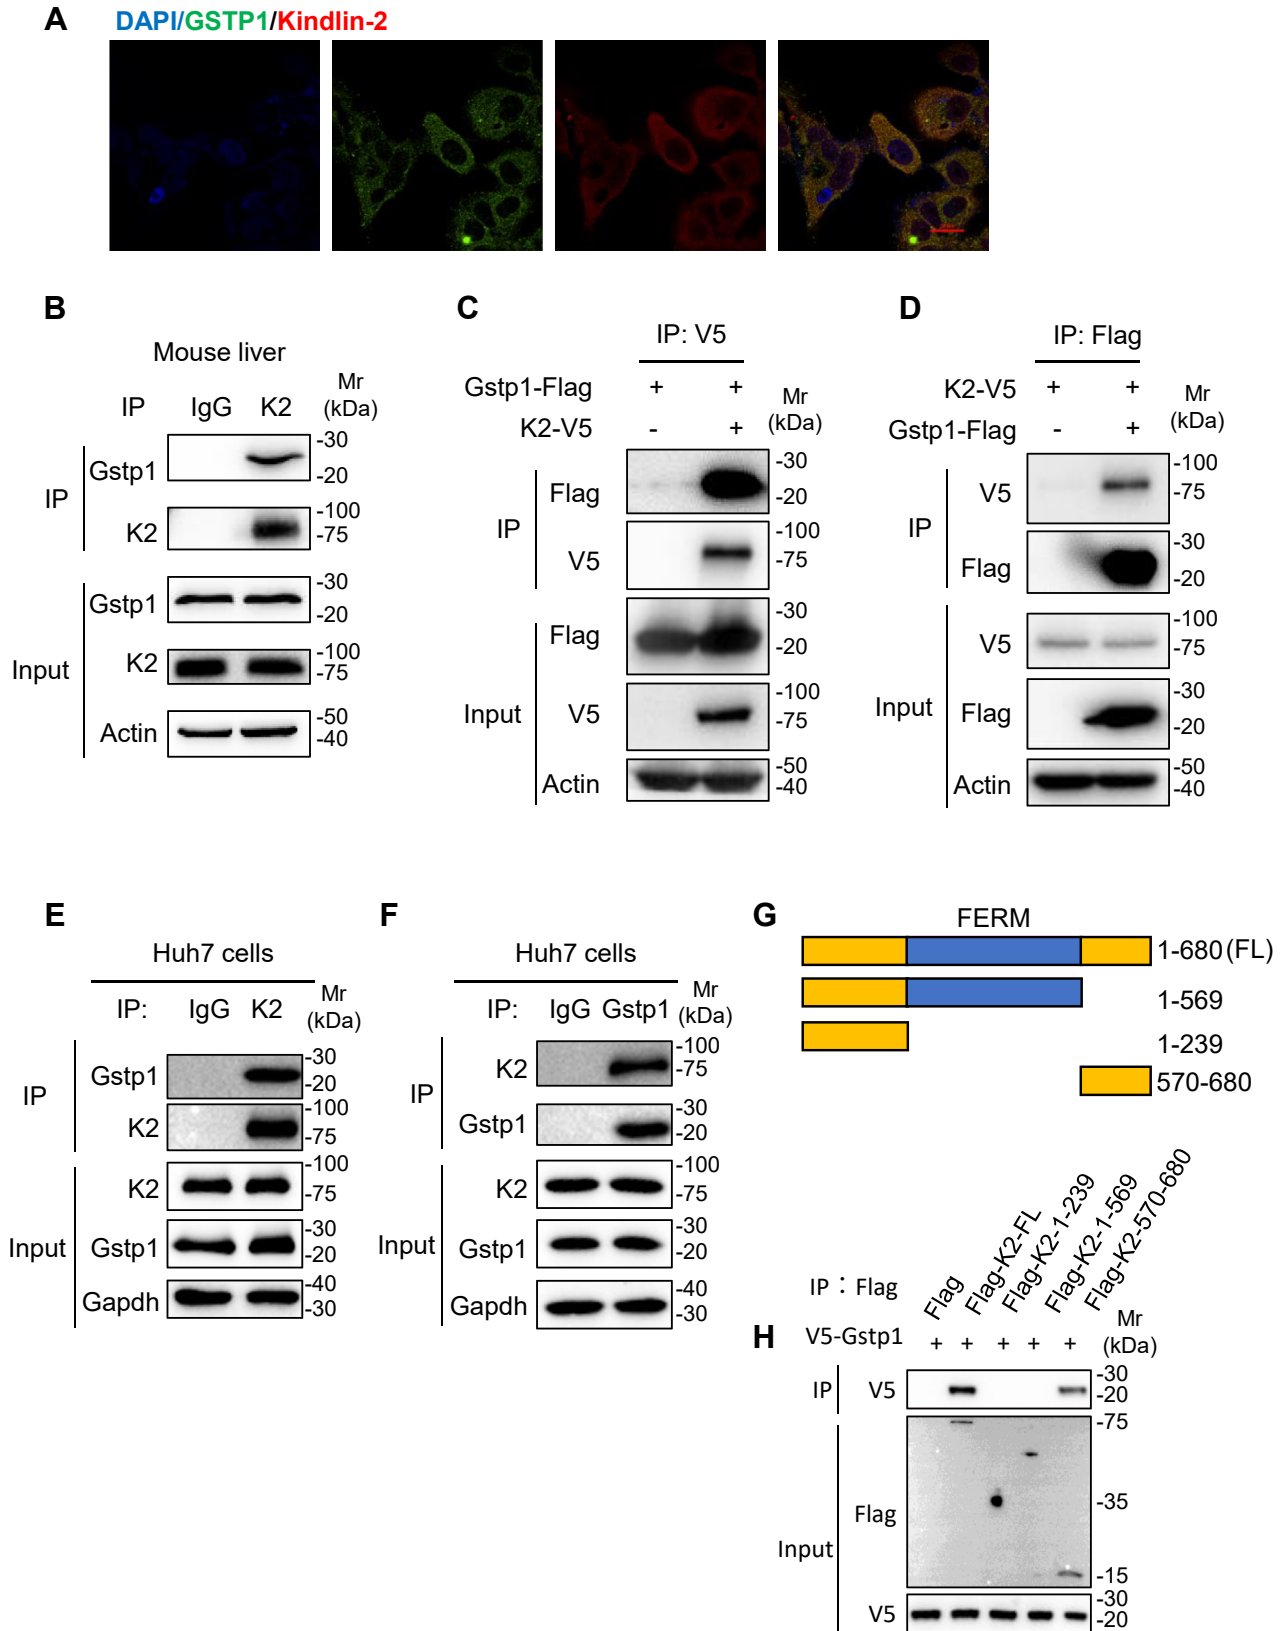 A
DAPI/GSTP1/Kindlin-2
B
Mouse liver
IP IgG K2 Mr (kDa)
IP
Gstp1 -30 -20
K2 -100 -75
Input
Gstp1 -30 -20
K2 -100 -75
Actin -50 -40
C
IP: V5
Gstp1-Flag + +
K2-V5 - +
Mr (kDa)
IP
Flag -30 -20
V5 -100 -75
Input
Flag -30 -20
V5 -100 -75
Actin -50 -40
D
IP: Flag
K2-V5 + +
Gstp1-Flag - +
Mr (kDa)
IP
V5 -100 -75
Flag -30 -20
Input
V5 -100 -75
Flag -30 -20
Actin -50 -40
E
Huh7 cells
IP: IgG K2 Mr (kDa)
IP
Gstp1 -30 -20
K2 -100 -75
Input
K2 -100 -75
Gstp1 -30 -20
Gapdh -40 -30
F
Huh7 cells
IP: IgG Gstp1 Mr (kDa)
IP
K2 -100 -75
Gstp1 -30 -20
Input
K2 -100 -75
Gstp1 -30 -20
Gapdh -40 -30
G
FERM
1-680(FL)
1-569
1-239
570-680
H
IP：Flag
Flag
Flag-K2-FL
Flag-K2-1-239
Flag-K2-1-569
Flag-K2-570-680
V5-Gstp1 + + + + +
Mr (kDa)
IP
V5 -30 -20
Input
Flag -75 -35 -15
V5 -30 -20